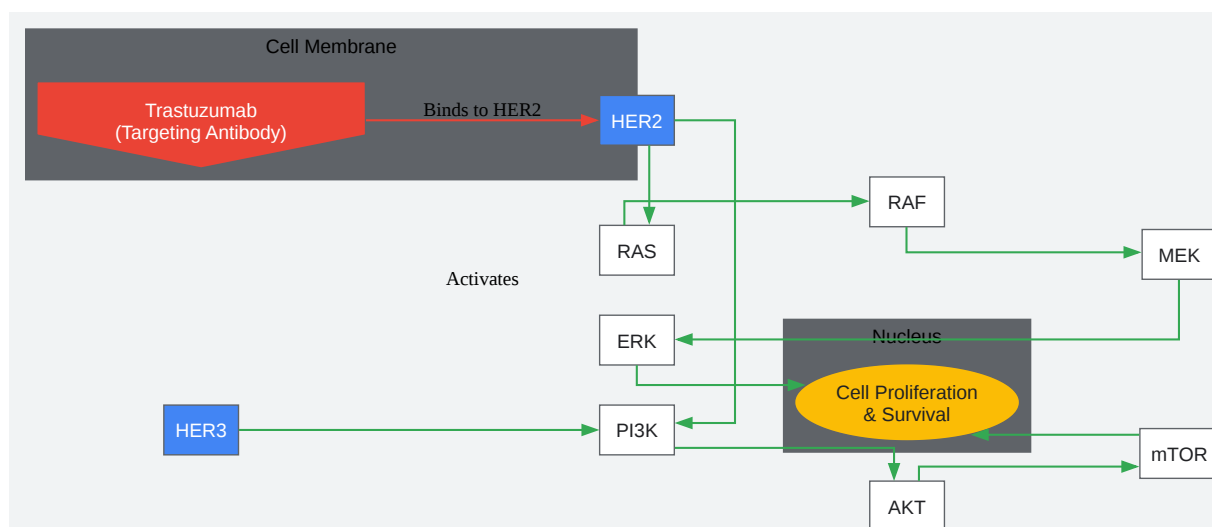 Cell Membrane
Trastuzumab
(Targeting Antibody)
Binds to HER2
HER2
RAF
RAS
MEK
Activates
ERK
Nucleus
Cell Proliferation
& Survival
HER3
PI3K
mTOR
AKT